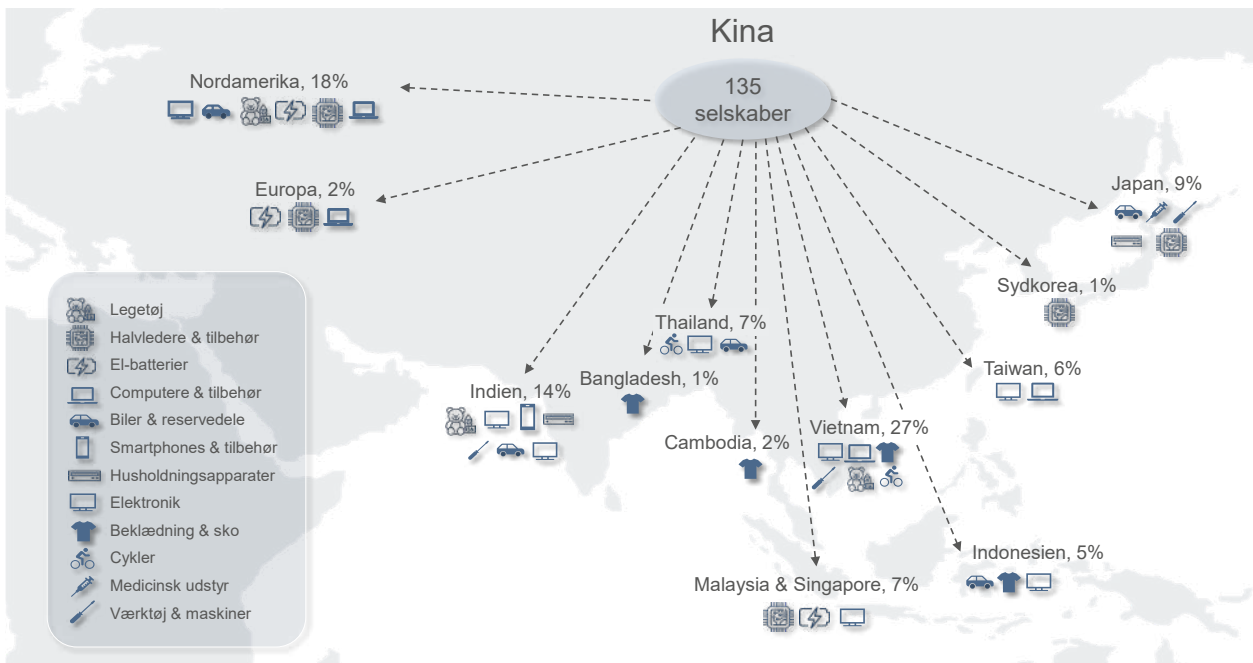 Kina
135
selskaber
Nordamerika, 18%
Europa, 2%
Japan, 9%
Sydkorea, 1%
Thailand, 7%
Taiwan, 6%
Bangladesh, 1%
Indien, 14%
Vietnam, 27%
Cambodia, 2%
Indonesien, 5%
Malaysia & Singapore, 7%
Legetøj
Halvledere & tilbehør
El-batterier
Computere & tilbehør
Biler & reservedele
Smartphones & tilbehør
Husholdningsapparater
Elektronik
Beklædning & sko
Cykler
Medicinsk udstyr
Værktøj & maskiner